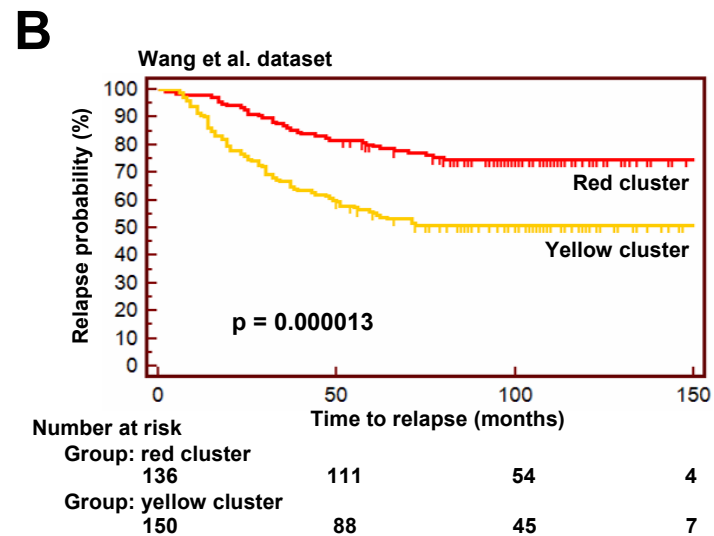 B
Wang et al. dataset
Relapse probability (%)
100
90
80
70
60
50
40
30
20
10
0
Red cluster
Yellow cluster
p = 0.000013
0 50 100 150
Time to relapse (months)
Number at risk
Group: red cluster
136 111 54 4
Group: yellow cluster
150 88 45 7